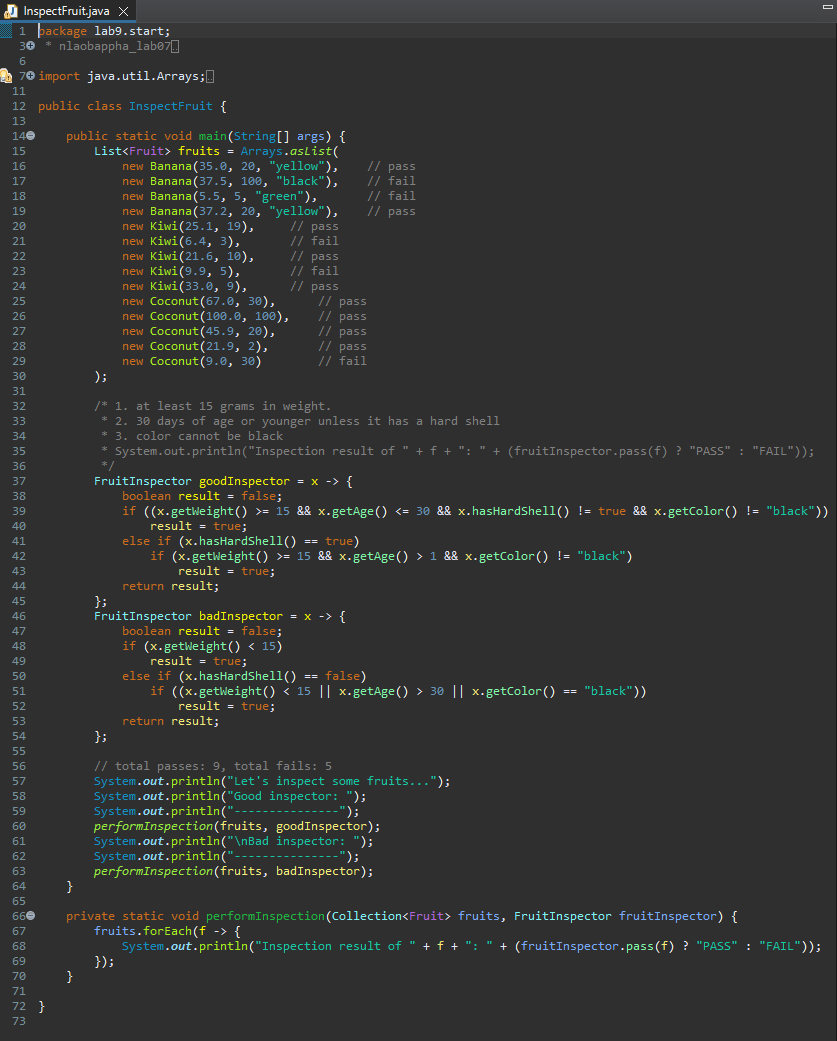 InspectFruit.java
1 package lab9.start;
3 * nlaobappha_lab07
6
7 import java.util.Arrays;
11
12 public class InspectFruit {
13
14     public static void main(String[] args) {
15         List<Fruit> fruits = Arrays.asList(
16             new Banana(35.0, 20, "yellow"),    // pass
17             new Banana(37.5, 100, "black"),    // fail
18             new Banana(5.5, 5, "green"),       // fail
19             new Banana(37.2, 20, "yellow"),    // pass
20             new Kiwi(25.1, 19),     // pass
21             new Kiwi(6.4, 3),       // fail
22             new Kiwi(21.6, 10),     // pass
23             new Kiwi(9.9, 5),       // fail
24             new Kiwi(33.0, 9),      // pass
25             new Coconut(67.0, 30),      // pass
26             new Coconut(100.0, 100),    // pass
27             new Coconut(45.9, 20),      // pass
28             new Coconut(21.9, 2),       // pass
29             new Coconut(9.0, 30)        // fail
30         );
31
32         /* 1. at least 15 grams in weight.
33          * 2. 30 days of age or younger unless it has a hard shell
34          * 3. color cannot be black
35          * System.out.println("Inspection result of " + f + ": " + (fruitInspector.pass(f) ? "PASS" : "FAIL"));
36          */
37         FruitInspector goodInspector = x -> {
38             boolean result = false;
39             if ((x.getWeight() >= 15 && x.getAge() <= 30 && x.hasHardShell() != true && x.getColor() != "black"))
40                 result = true;
41             else if (x.hasHardShell() == true)
42                 if (x.getWeight() >= 15 && x.getAge() > 1 && x.getColor() != "black")
43                     result = true;
44             return result;
45         };
46         FruitInspector badInspector = x -> {
47             boolean result = false;
48             if (x.getWeight() < 15)
49                 result = true;
50             else if (x.hasHardShell() == false)
51                 if ((x.getWeight() < 15 || x.getAge() > 30 || x.getColor() == "black"))
52                 result = true;
53             return result;
54         };
55
56         // total passes: 9, total fails: 5
57         System.out.println("Let's inspect some fruits...");
58         System.out.println("Good inspector: ");
59         System.out.println("---------------");
60         performInspection(fruits, goodInspector);
61         System.out.println("\nBad inspector: ");
62         System.out.println("---------------");
63         performInspection(fruits, badInspector);
64     }
65
66     private static void performInspection(Collection<Fruit> fruits, FruitInspector fruitInspector) {
67         fruits.forEach(f -> {
68             System.out.println("Inspection result of " + f + ": " + (fruitInspector.pass(f) ? "PASS" : "FAIL"));
69         });
70     }
71
72 }
73